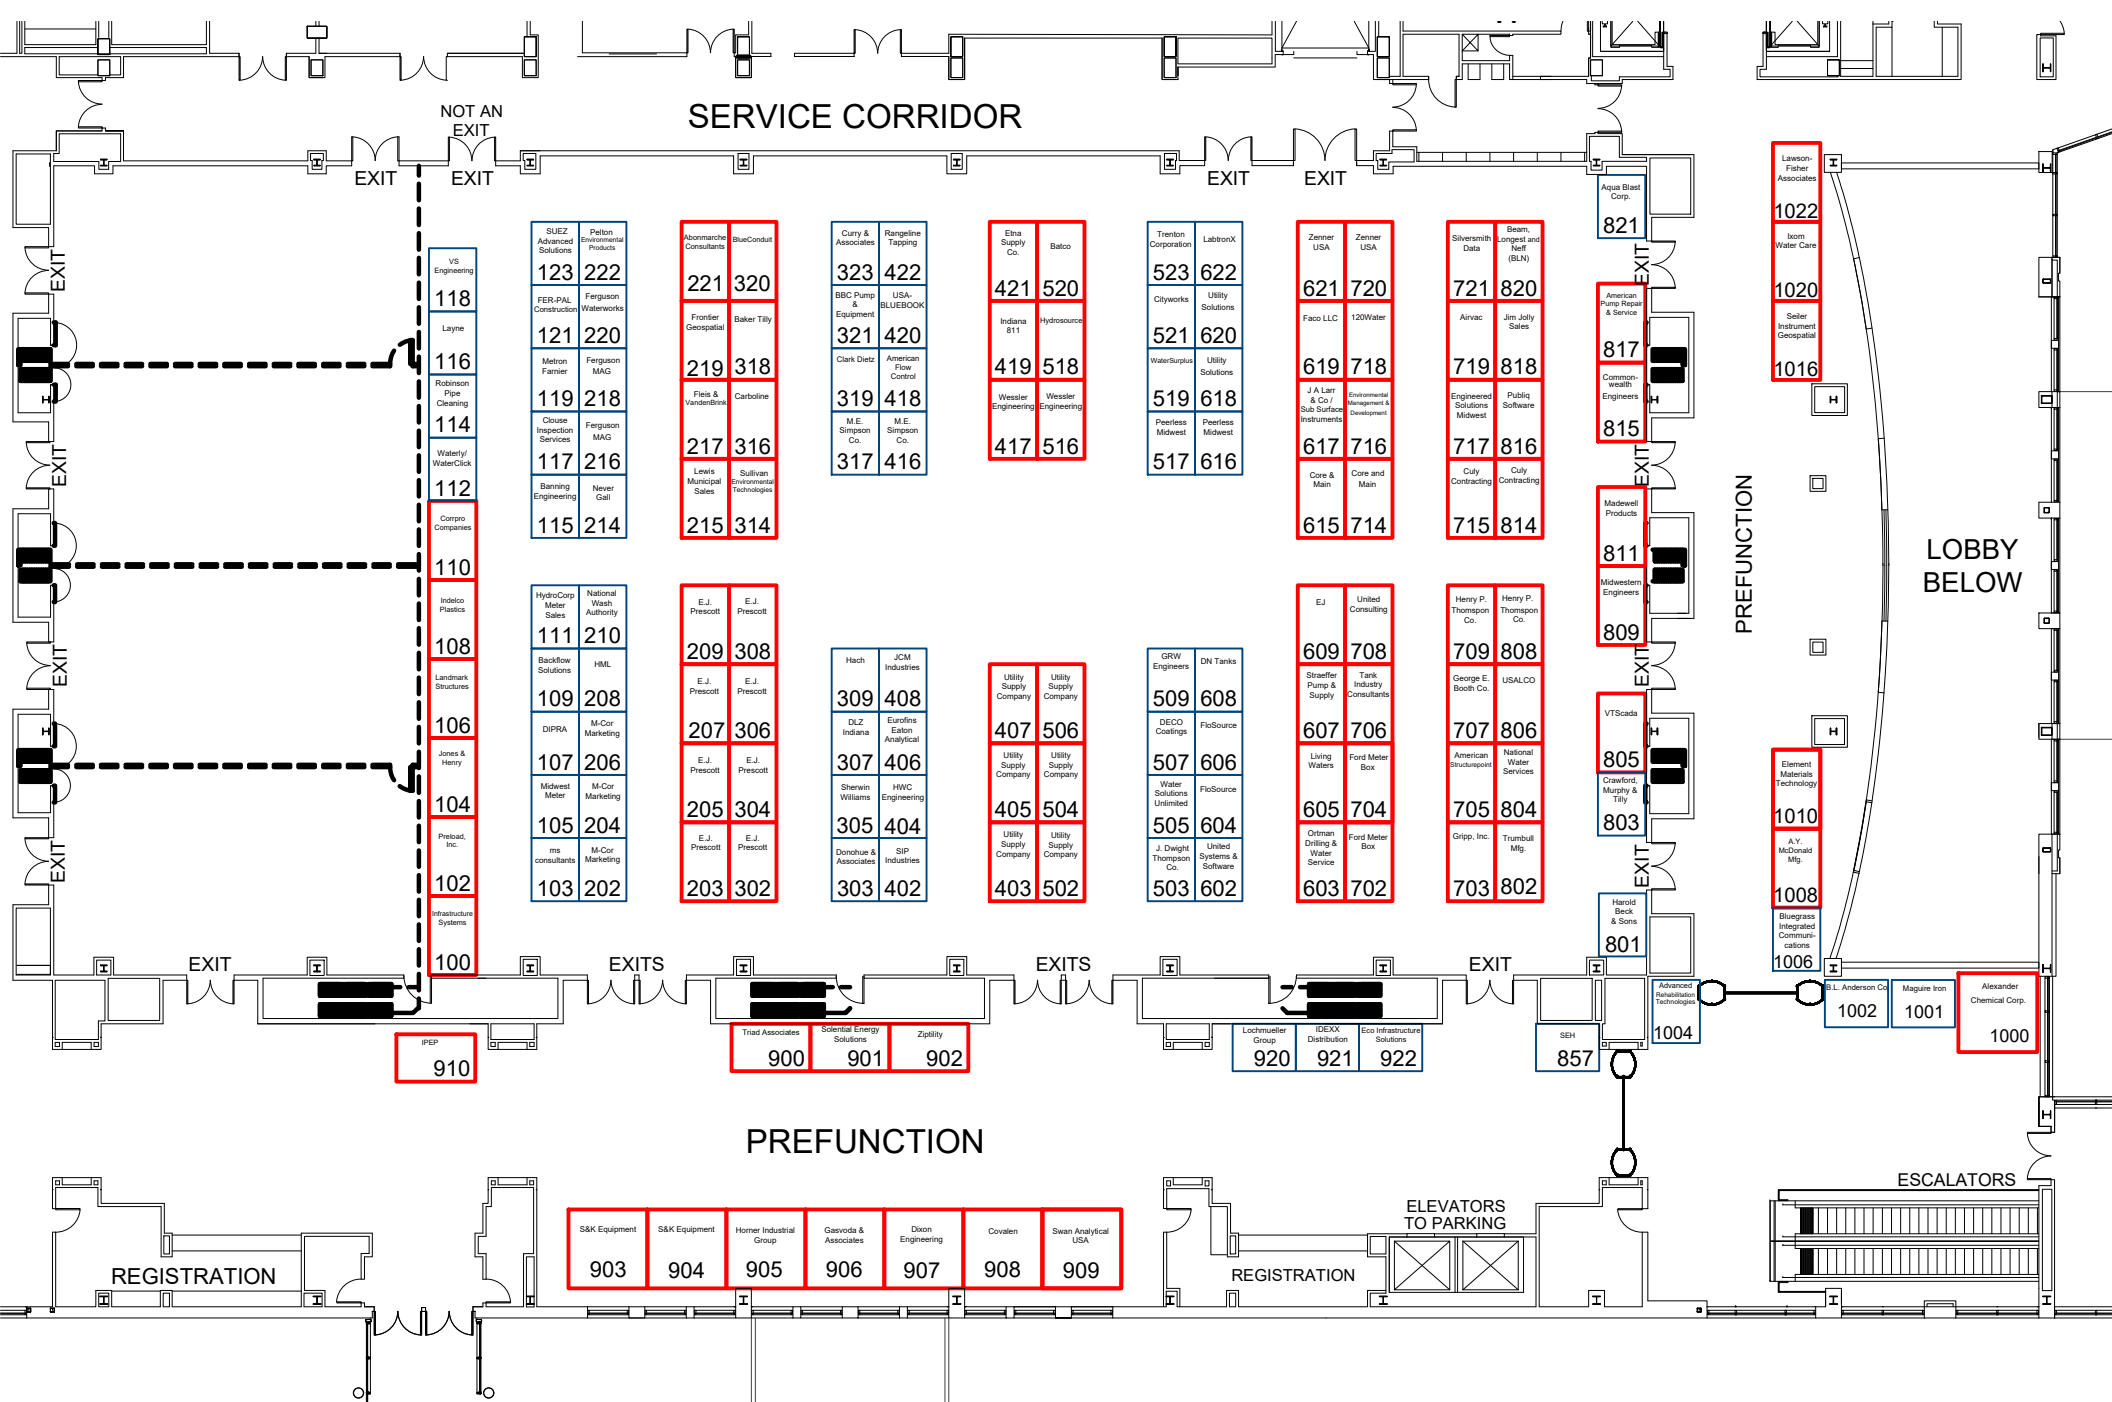 SERVICE CORRIDOR
NOT AN
EXIT
EXIT
EXIT
EXIT
EXIT
EXIT
EXIT
EXIT
EXIT
VS
Engineering
118
Layne
116
Robinson
Pipe
Cleaning
114
Waterly/
WaterClick
112
Corrpro
Companies
110
Indelco
Plastics
108
Landmark
Structures
106
Jones &
Henry
104
Preload,
Inc.
102
Infrastructure
Systems
100
SUEZ
Advanced
Solutions
123
Pelton
Environmental
Products
222
FER-PAL
Construction
121
Ferguson
Waterworks
220
Metron
Farnier
119
Ferguson
MAG
218
Clouse
Inspection
Services
117
Ferguson
MAG
216
Banning
Engineering
115
Never
Gall
214
HydroCorp
Meter
Sales
111
National
Wash
Authority
210
Backflow
Solutions
109
HML
208
DIPRA
107
M-Cor
Marketing
206
Midwest
Meter
105
M-Cor
Marketing
204
ms
consultants
103
M-Cor
Marketing
202
Abonmarche
Consultants
221
BlueConduit
320
Frontier
Geospatial
219
Baker Tilly
318
Fleis &
VandenBrink
217
Carboline
316
Lewis
Municipal
Sales
215
Sullivan
Environmental
Technologies
314
E.J.
Prescott
209
E.J.
Prescott
308
E.J.
Prescott
207
E.J.
Prescott
306
E.J.
Prescott
205
E.J.
Prescott
304
E.J.
Prescott
203
E.J.
Prescott
302
Curry &
Associates
323
Rangeline
Tapping
422
BBC Pump
&
Equipment
321
USA-
BLUEBOOK
420
Clark Dietz
319
American
Flow
Control
418
M.E.
Simpson
Co.
317
M.E.
Simpson
Co.
416
Hach
309
JCM
Industries
408
DLZ
Indiana
307
Eurofins
Eaton
Analytical
406
Sherwin
Williams
305
HWC
Engineering
404
Donohue &
Associates
303
SIP
Industries
402
Etna
Supply
Co.
421
Batco
520
Indiana
811
419
Hydrosource
518
Wessler
Engineering
417
Wessler
Engineering
516
Utility
Supply
Company
407
Utility
Supply
Company
506
Utility
Supply
Company
405
Utility
Supply
Company
504
Utility
Supply
Company
403
Utility
Supply
Company
502
Trenton
Corporation
523
LabtronX
622
Cityworks
521
Utility
Solutions
620
WaterSurplus
519
Utility
Solutions
618
Peerless
Midwest
517
Peerless
Midwest
616
GRW
Engineers
509
DN Tanks
608
DECO
Coatings
507
FloSource
606
Water
Solutions
Unlimited
505
FloSource
604
J. Dwight
Thompson
Co.
503
United
Systems &
Software
602
Zenner
USA
621
Zenner
USA
720
Faco LLC
619
120Water
718
J A Larr
& Co /
Sub Surface
Instruments
617
Environmental
Management &
Development
716
Core &
Main
615
Core and
Main
714
EJ
609
United
Consulting
708
Straeffer
Pump &
Supply
607
Tank
Industry
Consultants
706
Living
Waters
605
Ford Meter
Box
704
Ortman
Drilling &
Water
Service
603
Ford Meter
Box
702
Silversmith
Data
721
Beam,
Longest and
Neff
(BLN)
820
Airvac
719
Jim Jolly
Sales
818
Engineered
Solutions
Midwest
717
Publiq
Software
816
Culy
Contracting
715
Culy
Contracting
814
Henry P.
Thomspon
Co.
709
Henry P.
Thomspon
Co.
808
George E.
Booth Co.
707
USALCO
806
American
Structurepoint
705
National
Water
Services
804
Gripp, Inc.
703
Trumbull
Mfg.
802
Aqua Blast
Corp.
821
EXIT
American
Pump Repair
& Service
817
Common-
wealth
Engineers
815
EXIT
Madewell
Products
811
Midwestern
Engineers
809
EXIT
VTScada
805
Crawford,
Murphy &
Tilly
803
EXIT
Harold
Beck
& Sons
801
PREFUNCTION
Lawson-
Fisher
Associates
1022
Ixom
Water Care
1020
Seiler
Instrument
Geospatial
1016
LOBBY
BELOW
Element
Materials
Technology
1010
A.Y.
McDonald
Mfg.
1008
Bluegrass
Integrated
Communi-
cations
1006
EXIT
EXITS
EXITS
EXIT
Advanced
Rehabilitation
Technologies
1004
B.L. Anderson Co
1002
Maguire Iron
1001
Alexander
Chemical Corp.
1000
IPEP
910
Triad Associates
900
Solential Energy
Solutions
901
Ziptility
902
Lochmueller
Group
920
IDEXX
Distribution
921
Eco Infrastructure
Solutions
922
SEH
857
PREFUNCTION
S&K Equipment
903
S&K Equipment
904
Horner Industrial
Group
905
Gasvoda &
Associates
906
Dixon
Engineering
907
Covalen
908
Swan Analytical
USA
909
REGISTRATION
REGISTRATION
ELEVATORS
TO PARKING
ESCALATORS